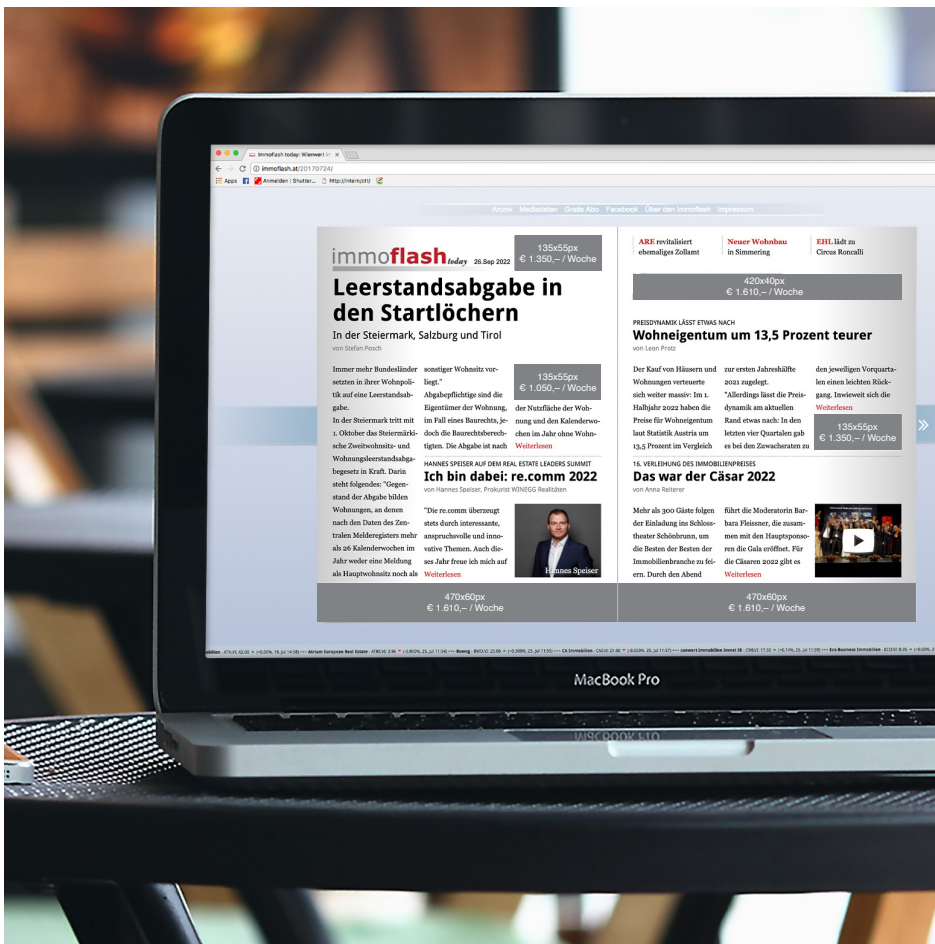 immoflash today: Wienwert in
immoflash.at/20170724/
Apps
Anmelden | Shutter...
http://intern/ott/
Archiv Mediadaten Gratis Abo Facebook Über den Immoflash Impressum
immoflash today 26.Sep 2022
135x55px
€ 1.350,– / Woche
Leerstandsabgabe in
den Startlöchern
In der Steiermark, Salzburg und Tirol
von Stefan Posch
Immer mehr Bundesländer
setzten in ihrer Wohnpoli-
tik auf eine Leerstandsab-
gabe.
In der Steiermark tritt mit
1. Oktober das Steiermärki-
sche Zweitwohnsitz- und
Wohnungsleerstandsabga-
begesetz in Kraft. Darin
steht folgendes: "Gegen-
stand der Abgabe bilden
Wohnungen, an denen
nach den Daten des Zen-
tralen Melderegisters mehr
als 26 Kalenderwochen im
Jahr weder eine Meldung
als Hauptwohnsitz noch als
sonstiger Wohnsitz vor-
liegt."
Abgabepflichtige sind die
Eigentümer der Wohnung,
im Fall eines Baurechts, je-
doch die Baurechtsberech-
tigten. Die Abgabe ist nach
135x55px
€ 1.050,– / Woche
der Nutzfläche der Woh-
nung und den Kalenderwo-
chen im Jahr ohne Wohn-
Weiterlesen
HANNES SPEISER AUF DEM REAL ESTATE LEADERS SUMMIT
Ich bin dabei: re.comm 2022
von Hannes Speiser, Prokurist WINEGG Realitäten
"Die re.comm überzeugt
stets durch interessante,
anspruchsvolle und inno-
vative Themen. Auch die-
ses Jahr freue ich mich auf
Weiterlesen
Hannes Speiser
470x60px
€ 1.610,– / Woche
ARE revitalisiert
ehemaliges Zollamt
Neuer Wohnbau
in Simmering
EHL lädt zu
Circus Roncalli
420x40px
€ 1.610,– / Woche
PREISDYNAMIK LÄSST ETWAS NACH
Wohneigentum um 13,5 Prozent teurer
von Leon Protz
Der Kauf von Häusern und
Wohnungen verteuerte
sich weiter massiv: Im 1.
Halbjahr 2022 haben die
Preise für Wohneigentum
laut Statistik Austria um
13,5 Prozent im Vergleich
zur ersten Jahreshälfte
2021 zugelegt.
"Allerdings lässt die Preis-
dynamik am aktuellen
Rand etwas nach: In den
letzten vier Quartalen gab
es bei den Zuwachsraten zu
den jeweiligen Vorquarta-
len einen leichten Rück-
gang. Inwieweit sich die
Weiterlesen
135x55px
€ 1.350,– / Woche
16. VERLEIHUNG DES IMMOBILIENPREISES
Das war der Cäsar 2022
von Anna Reiterer
Mehr als 300 Gäste folgen
der Einladung ins Schloss-
theater Schönbrunn, um
die Besten der Besten der
Immobilienbranche zu fei-
ern. Durch den Abend
führt die Moderatorin Bar-
bara Fleissner, die zusam-
men mit den Hauptsponso-
ren die Gala eröffnet. Für
die Cäsaren 2022 gibt es
Weiterlesen
470x60px
€ 1.610,– / Woche
MacBook Pro